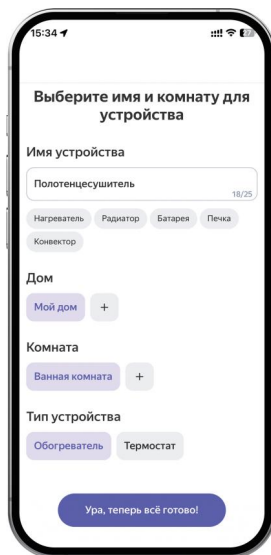 15:34
Выберите имя и комнату для
устройства
Имя устройства
Полотенцесушитель
18/25
Нагреватель Радиатор Батарея Печка
Конвектор
Дом
Мой дом +
Комната
Ванная комната +
Тип устройства
Обогреватель Термостат
Ура, теперь всё готово!